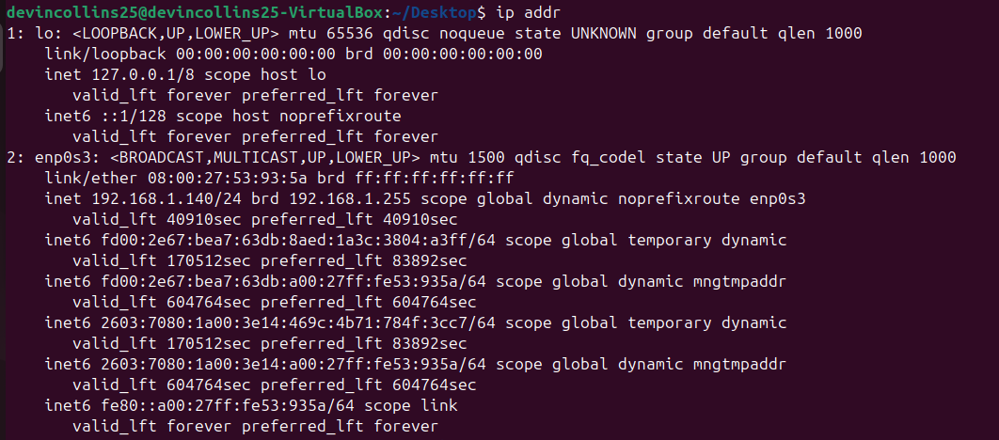 devincollins25@devincollins25-VirtualBox:~/Desktop$ ip addr
1: lo: <LOOPBACK,UP,LOWER_UP> mtu 65536 qdisc noqueue state UNKNOWN group default qlen 1000
link/loopback 00:00:00:00:00:00 brd 00:00:00:00:00:00
inet 127.0.0.1/8 scope host lo
valid_lft forever preferred_lft forever
inet6 ::1/128 scope host noprefixroute
valid_lft forever preferred_lft forever
2: enp0s3: <BROADCAST,MULTICAST,UP,LOWER_UP> mtu 1500 qdisc fq_codel state UP group default qlen 1000
link/ether 08:00:27:53:93:5a brd ff:ff:ff:ff:ff:ff
inet 192.168.1.140/24 brd 192.168.1.255 scope global dynamic noprefixroute enp0s3
valid_lft 40910sec preferred_lft 40910sec
inet6 fd00:2e67:bea7:63db:8aed:1a3c:3804:a3ff/64 scope global temporary dynamic
valid_lft 170512sec preferred_lft 83892sec
inet6 fd00:2e67:bea7:63db:a00:27ff:fe53:935a/64 scope global dynamic mngtmpaddr
valid_lft 604764sec preferred_lft 604764sec
inet6 2603:7080:1a00:3e14:469c:4b71:784f:3cc7/64 scope global temporary dynamic
valid_lft 170512sec preferred_lft 83892sec
inet6 2603:7080:1a00:3e14:a00:27ff:fe53:935a/64 scope global dynamic mngtmpaddr
valid_lft 604764sec preferred_lft 604764sec
inet6 fe80::a00:27ff:fe53:935a/64 scope link
valid_lft forever preferred_lft forever